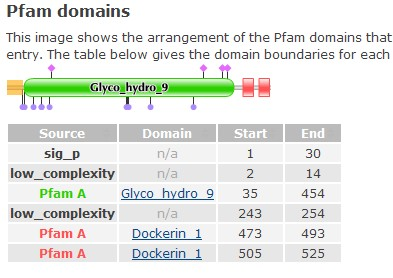 Pfam domains
This image shows the arrangement of the Pfam domains that
entry. The table below gives the domain boundaries for each
Glyco_hydro_9
Source Domain Start End
sig_p n/a 1 30
low_complexity n/a 2 14
Pfam A Glyco_hydro_9 35 454
low_complexity n/a 243 254
Pfam A Dockerin_1 473 493
Pfam A Dockerin_1 505 525